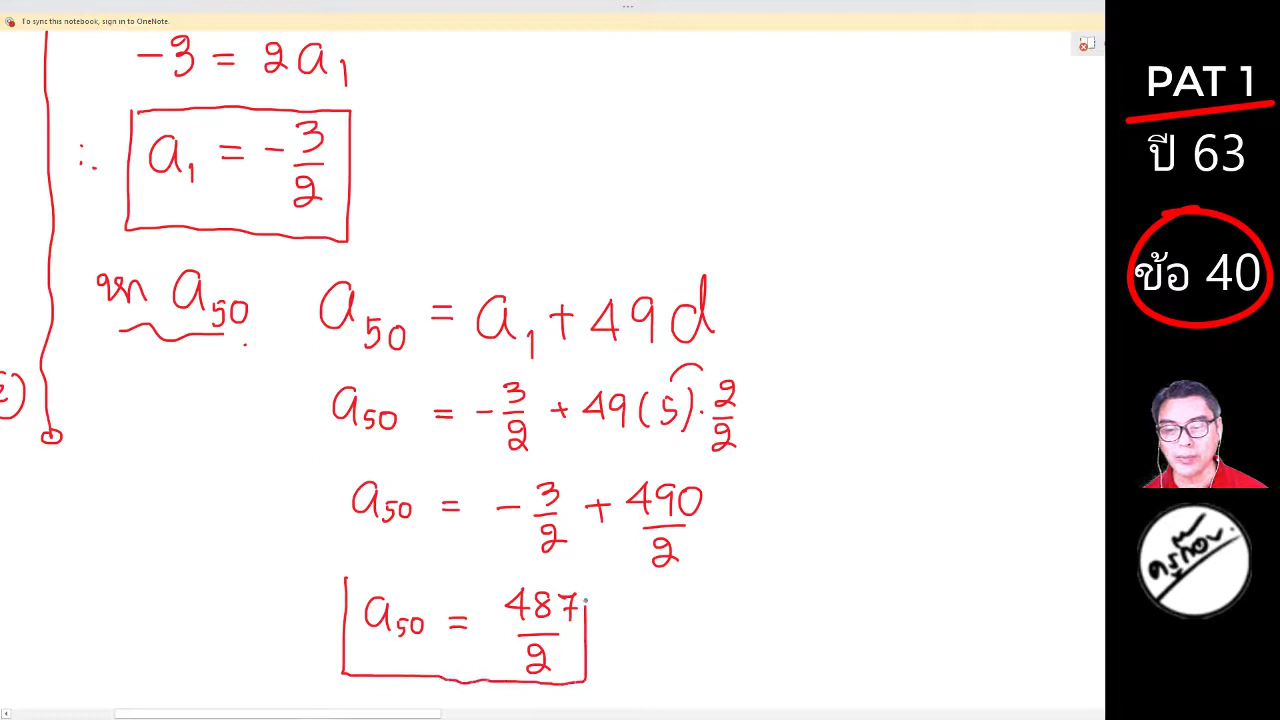 To sync this notebook, sign in to OneNote.
-3 = 2a₁
∴ a₁ = -3/2
หา a₅₀
a₅₀ = a₁ + 49d
a₅₀ = -3/2 + 49(5)·2/2
a₅₀ = -3/2 + 490/2
a₅₀ = 487/2
PAT 1
ปี 63
ข้อ 40
ครูก๊อบ